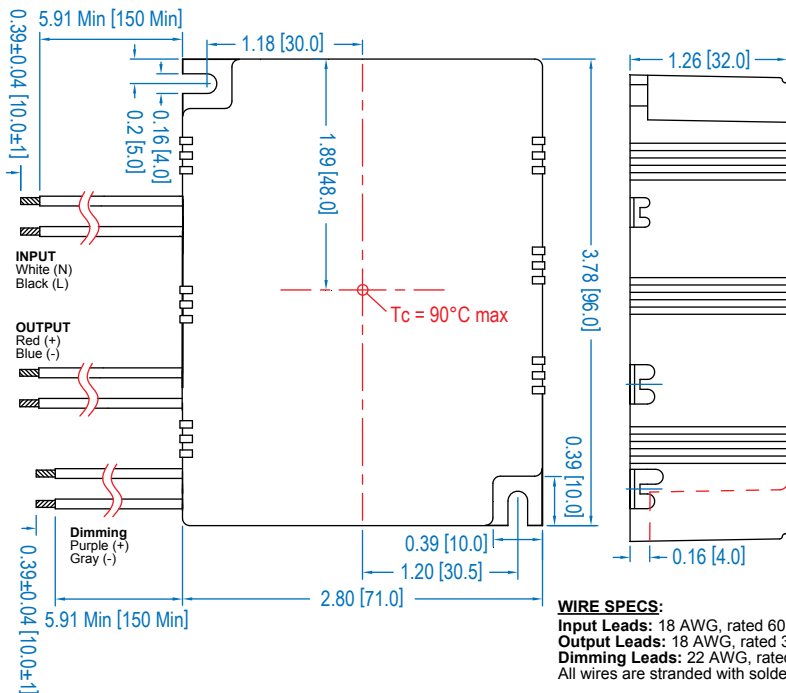 5.91 Min [150 Min]
0.39±0.04 [10.0±1]
1.18 [30.0]
1.26 [32.0]
0.16 [4.0]
0.2 [5.0]
1.89 [48.0]
3.78 [96.0]
INPUT
White (N)
Black (L)
Tc = 90°C max
OUTPUT
Red (+)
Blue (-)
0.39 [10.0]
Dimming
Purple (+)
Gray (-)
0.39 [10.0]
0.16 [4.0]
1.20 [30.5]
0.39±0.04 [10.0±1]
5.91 Min [150 Min]
2.80 [71.0]
WIRE SPECS:
Input Leads: 18 AWG, rated 60
Output Leads: 18 AWG, rated 3
Dimming Leads: 22 AWG, rated
All wires are stranded with solde